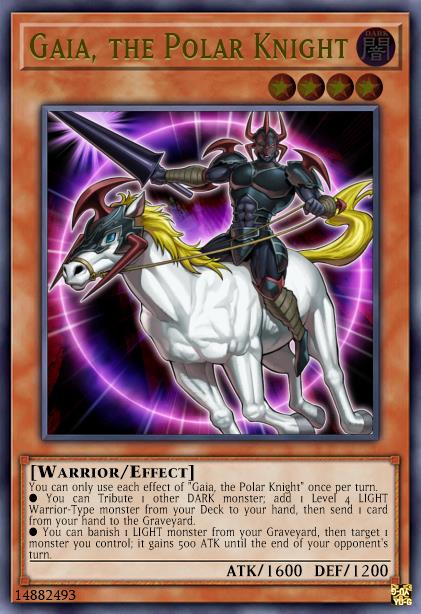 GAIA, THE POLAR KNIGHT
DARK
闇
[WARRIOR/EFFECT]
You can only use each effect of "Gaia, the Polar Knight" once per turn.
● You can Tribute 1 other DARK monster; add 1 Level 4 LIGHT
Warrior-Type monster from your Deck to your hand, then send 1 card
from your hand to the Graveyard.
● You can banish 1 LIGHT monster from your Graveyard, then target 1
monster you control; it gains 500 ATK until the end of your opponent's
turn.
ATK/1600 DEF/1200
14882493